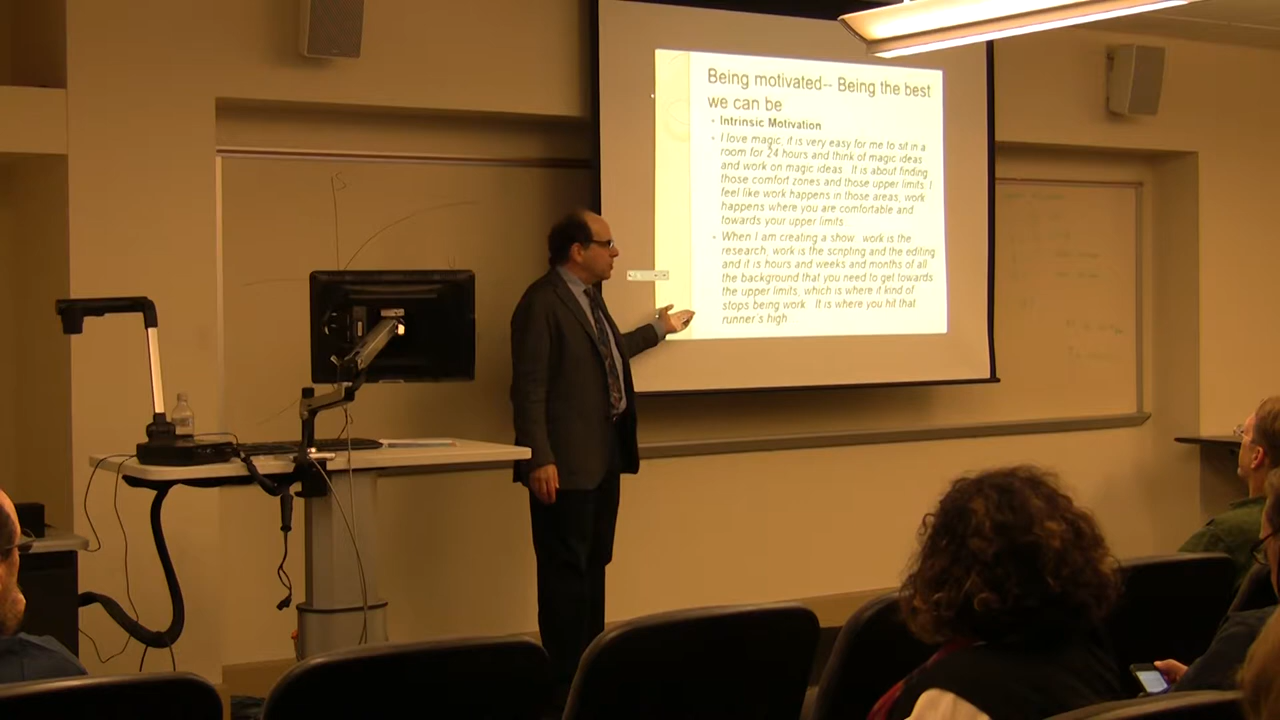 Being motivated-- Being the best
we can be
• Intrinsic Motivation
• I love magic, it is very easy for me to sit in a
room for 24 hours and think of magic ideas
and work on magic ideas. It is about finding
those comfort zones and those upper limits. I
feel like work happens in those areas, work
happens where you are comfortable and
towards your upper limits.
• When I am creating a show, work is the
research, work is the scripting and the editing
and it is hours and weeks and months of all
the background that you need to get towards
the upper limits, which is where it kind of
stops being work. It is where you hit that
runner's high